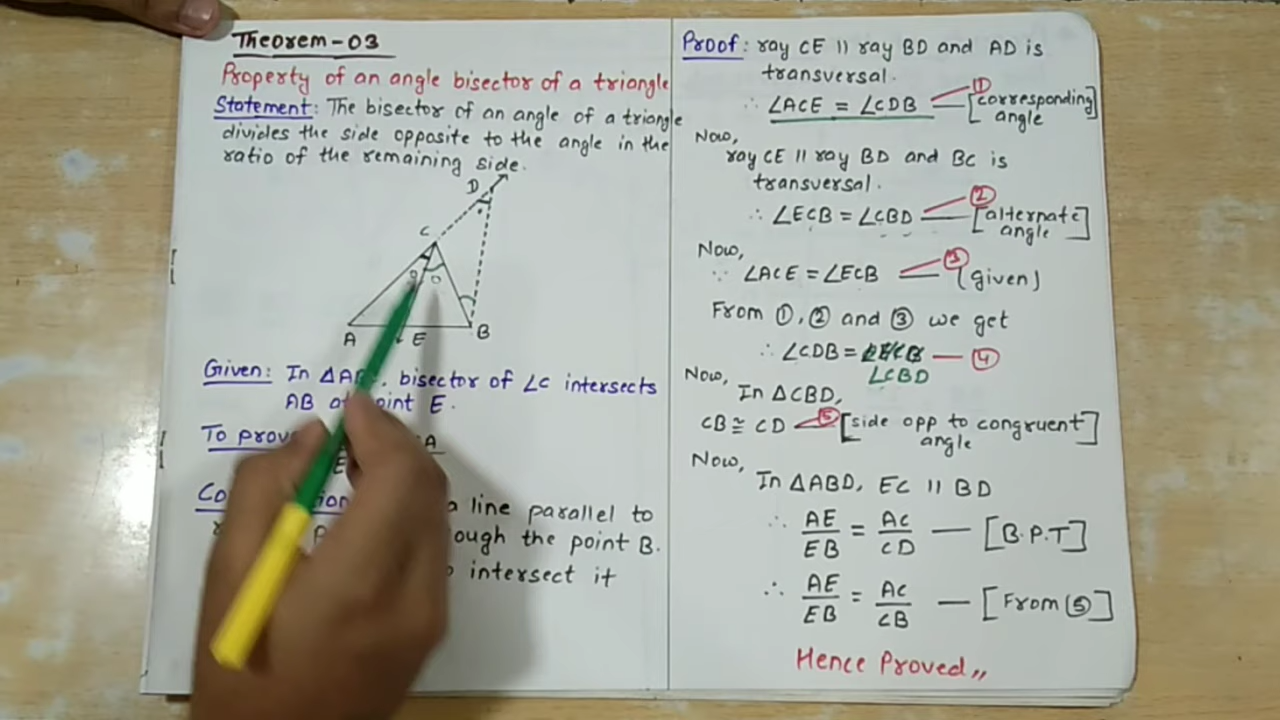 Theorem-03
Property of an angle bisector of a triangle
Statement: The bisector of an angle of a triangle
divides the side opposite to the angle in the
ratio of the remaining side.
D
C
A E B
Given: In ∆AB, bisector of ∠C intersects
AB at point E.
To prove
A
E
line parallel to
the point B.
intersect it
Proof: ray CE || ray BD and AD is
transversal.
∴ ∠ACE = ∠CDB — ① [corresponding
angle]
Now,
ray CE || ray BD and BC is
transversal.
∴ ∠ECB = ∠CBD — ② [alternate
angle]
Now,
∵ ∠ACE = ∠ECB — ③ (given)
From ①, ② and ③ we get
∴ ∠CDB = — ④
∠CBD
Now,
In ∆CBD,
CB ≅ CD — ⑤ [side opp to congruent
angle]
Now,
In ∆ABD, EC || BD
∴ AE/EB = AC/CD — [B.P.T]
∴ AE/EB = AC/CB — [From ⑤]
Hence Proved,,